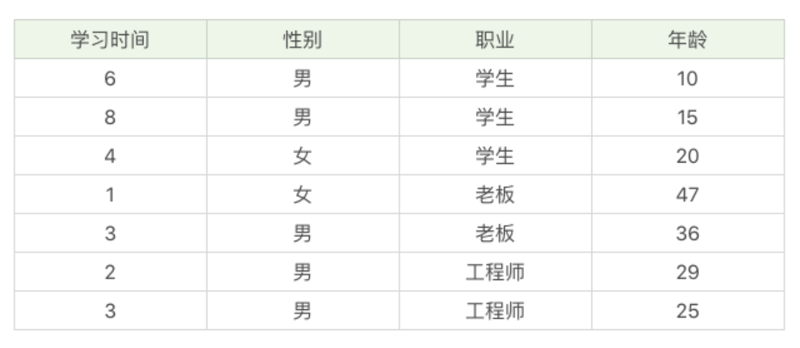 学习时间 性别 职业 年龄
6 男 学生 10
8 男 学生 15
4 女 学生 20
1 女 老板 47
3 男 老板 36
2 男 工程师 29
3 男 工程师 25